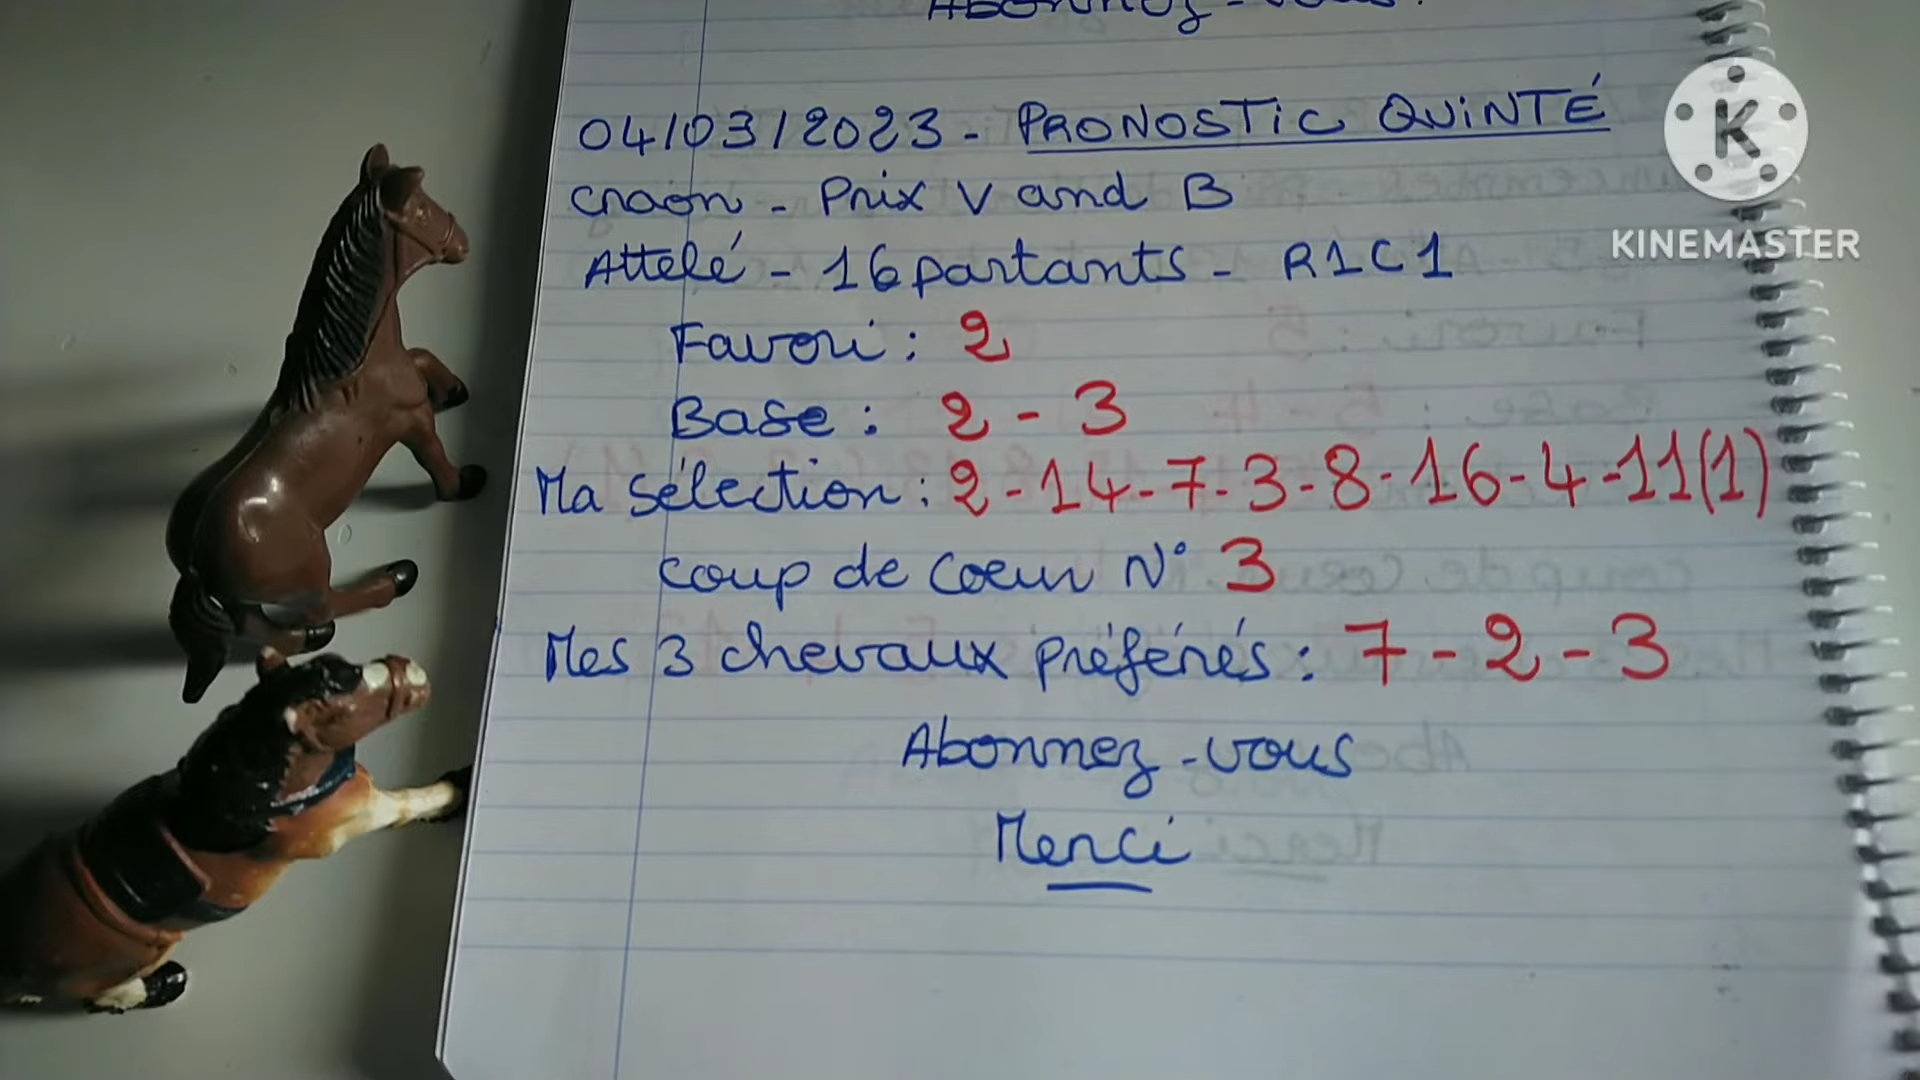 Abonnez-vous.
04/03/2023 - PRONOSTIC QUINTÉ
Craon - Prix V and B
Attelé - 16 partants - R1C1
Favori : 2
Base : 2 - 3
Ma sélection : 2 - 14 - 7 - 3 - 8 - 16 - 4 - 11(1)
coup de coeur N° 3
Mes 3 chevaux préférés : 7 - 2 - 3
Abonnez-vous
Merci
K
KINEMASTER